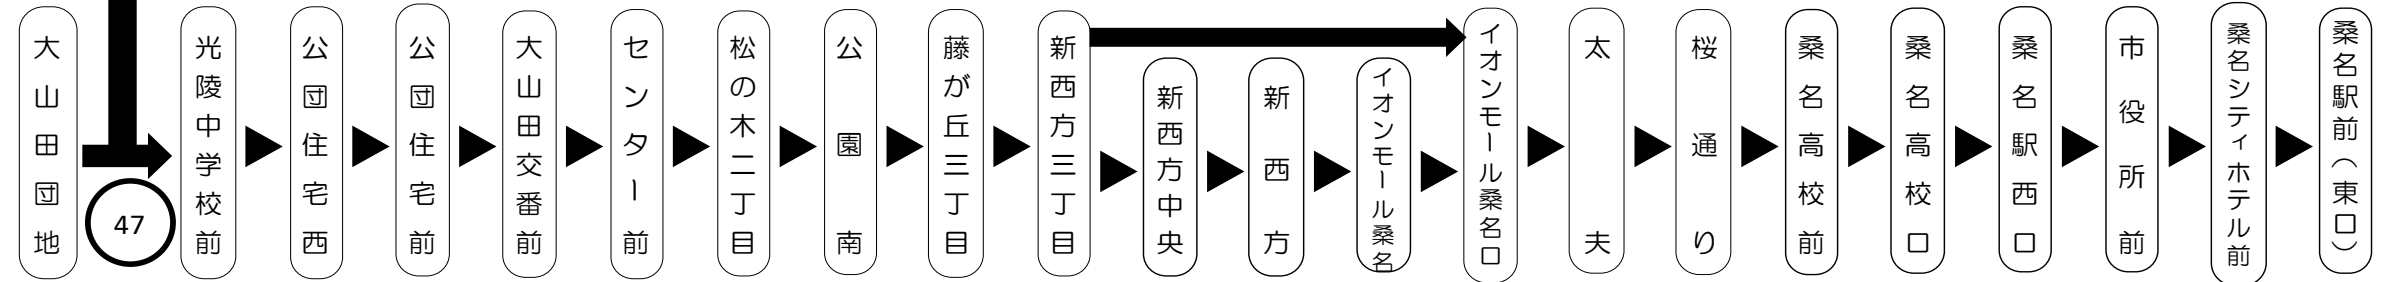 大山田団地
47
光陵中学校前
公団住宅西
公団住宅前
大山田交番前
センター前
松の木二丁目
公園南
藤が丘三丁目
新西方三丁目
新西方中央
新西方
イオンモール桑名
イオンモール桑名口
太夫
桜通り
桑名高校前
桑名高校口
桑名駅西口
市役所前
桑名シティホテル前
桑名駅前（東口）